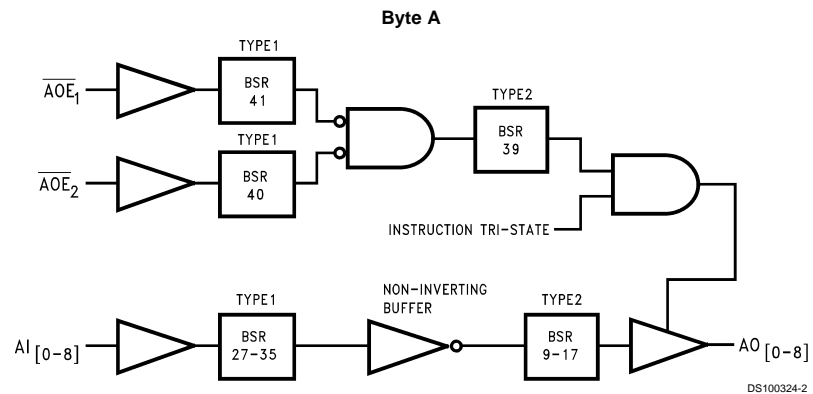 Byte A
TYPE1
AOE1
BSR
41
TYPE2
BSR
39
TYPE1
AOE2
BSR
40
INSTRUCTION TRI-STATE
NON-INVERTING
BUFFER
TYPE1
TYPE2
AI [0-8]
BSR
27-35
BSR
9-17
AO [0-8]
DS100324-2